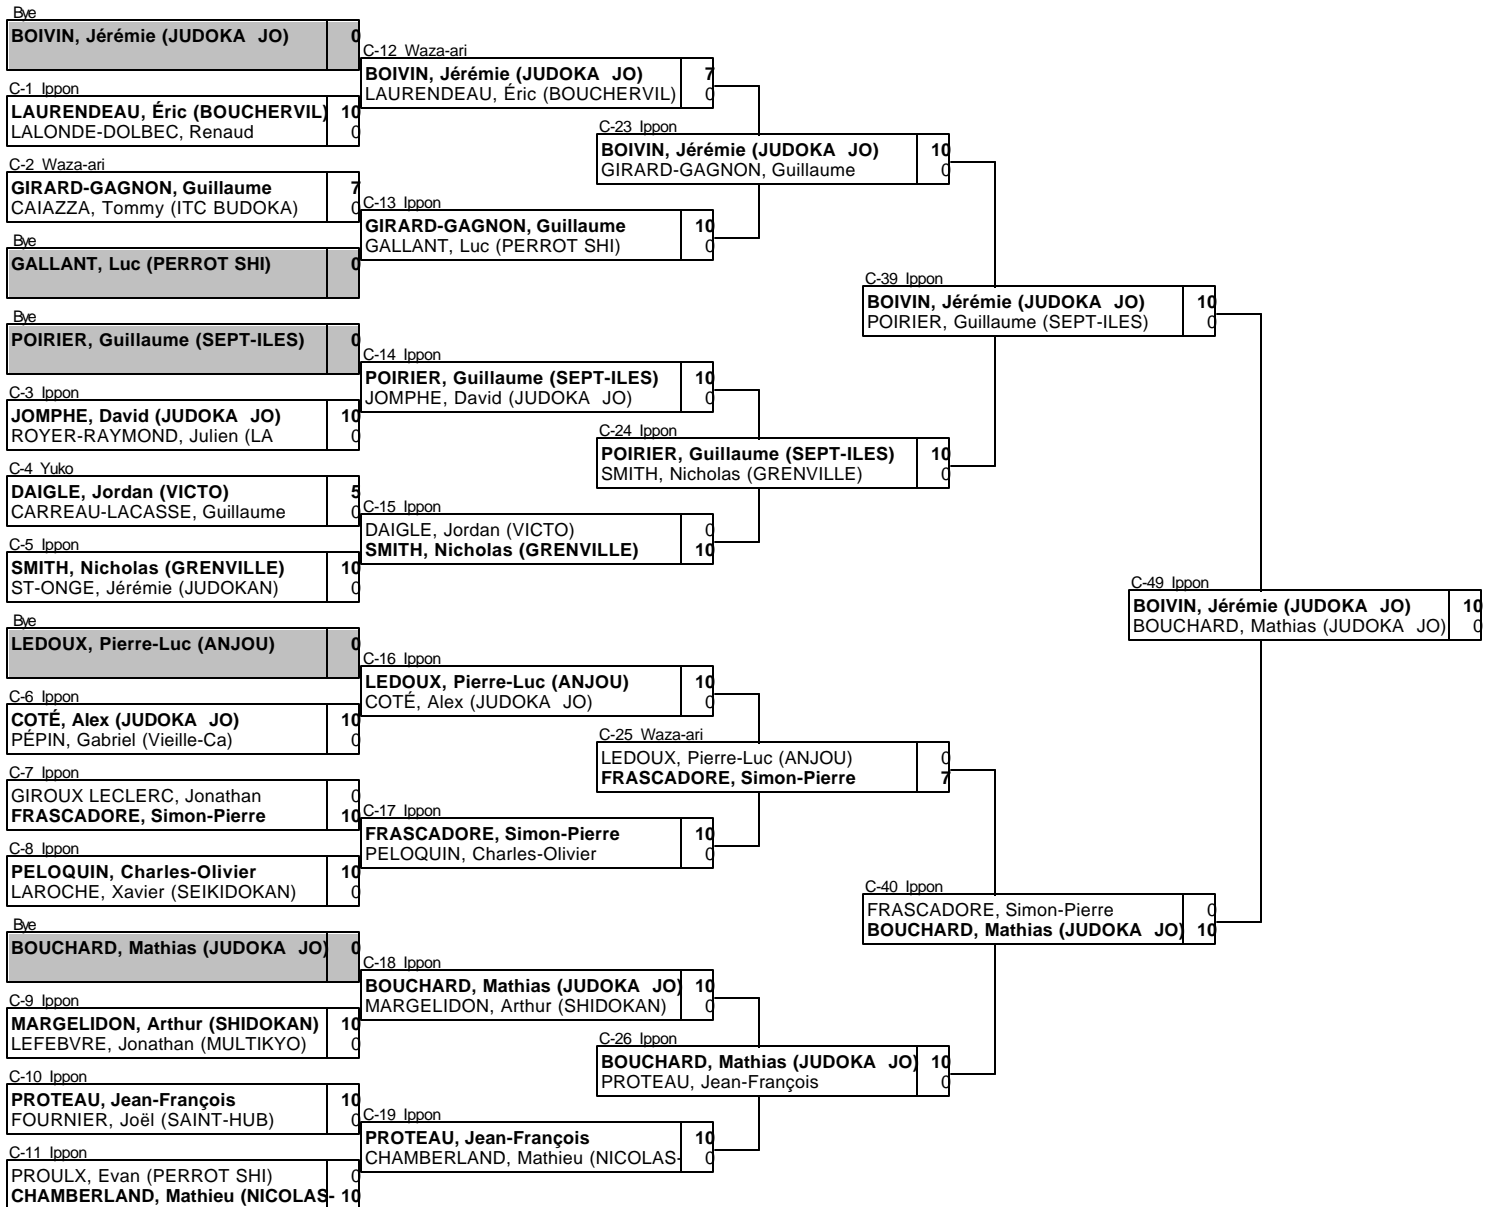 Bye
BOIVIN, Jérémie (JUDOKA JO) 0
C-1 Ippon
LAURENDEAU, Éric (BOUCHERVIL) 10
LALONDE-DOLBEC, Renaud 0
C-2 Waza-ari
GIRARD-GAGNON, Guillaume 7
CAIAZZA, Tommy (ITC BUDOKA) 0
Bye
GALLANT, Luc (PERROT SHI) 0
Bye
POIRIER, Guillaume (SEPT-ILES) 0
C-3 Ippon
JOMPHE, David (JUDOKA JO) 10
ROYER-RAYMOND, Julien (LA 0
C-4 Yuko
DAIGLE, Jordan (VICTO) 5
CARREAU-LACASSE, Guillaume 0
C-5 Ippon
SMITH, Nicholas (GRENVILLE) 10
ST-ONGE, Jérémie (JUDOKAN) 0
Bye
LEDOUX, Pierre-Luc (ANJOU) 0
C-6 Ippon
COTÉ, Alex (JUDOKA JO) 10
PÉPIN, Gabriel (Vieille-Ca) 0
C-7 Ippon
GIROUX LECLERC, Jonathan 0
FRASCADORE, Simon-Pierre 10
C-8 Ippon
PELOQUIN, Charles-Olivier 10
LAROCHE, Xavier (SEIKIDOKAN) 0
Bye
BOUCHARD, Mathias (JUDOKA JO) 0
C-9 Ippon
MARGELIDON, Arthur (SHIDOKAN) 10
LEFEBVRE, Jonathan (MULTIKYO) 0
C-10 Ippon
PROTEAU, Jean-François 10
FOURNIER, Joël (SAINT-HUB) 0
C-11 Ippon
PROULX, Evan (PERROT SHI) 0
CHAMBERLAND, Mathieu (NICOLAS- 10
C-12 Waza-ari
BOIVIN, Jérémie (JUDOKA JO) 7
LAURENDEAU, Éric (BOUCHERVIL) 0
C-13 Ippon
GIRARD-GAGNON, Guillaume 10
GALLANT, Luc (PERROT SHI) 0
C-14 Ippon
POIRIER, Guillaume (SEPT-ILES) 10
JOMPHE, David (JUDOKA JO) 0
C-15 Ippon
DAIGLE, Jordan (VICTO) 0
SMITH, Nicholas (GRENVILLE) 10
C-16 Ippon
LEDOUX, Pierre-Luc (ANJOU) 10
COTÉ, Alex (JUDOKA JO) 0
C-17 Ippon
FRASCADORE, Simon-Pierre 10
PELOQUIN, Charles-Olivier 0
C-18 Ippon
BOUCHARD, Mathias (JUDOKA JO) 10
MARGELIDON, Arthur (SHIDOKAN) 0
C-19 Ippon
PROTEAU, Jean-François 10
CHAMBERLAND, Mathieu (NICOLAS- 0
C-23 Ippon
BOIVIN, Jérémie (JUDOKA JO) 10
GIRARD-GAGNON, Guillaume 0
C-24 Ippon
POIRIER, Guillaume (SEPT-ILES) 10
SMITH, Nicholas (GRENVILLE) 0
C-25 Waza-ari
LEDOUX, Pierre-Luc (ANJOU) 0
FRASCADORE, Simon-Pierre 7
C-26 Ippon
BOUCHARD, Mathias (JUDOKA JO) 10
PROTEAU, Jean-François 0
C-39 Ippon
BOIVIN, Jérémie (JUDOKA JO) 10
POIRIER, Guillaume (SEPT-ILES) 0
C-40 Ippon
FRASCADORE, Simon-Pierre 0
BOUCHARD, Mathias (JUDOKA JO) 10
C-49 Ippon
BOIVIN, Jérémie (JUDOKA JO) 10
BOUCHARD, Mathias (JUDOKA JO) 0